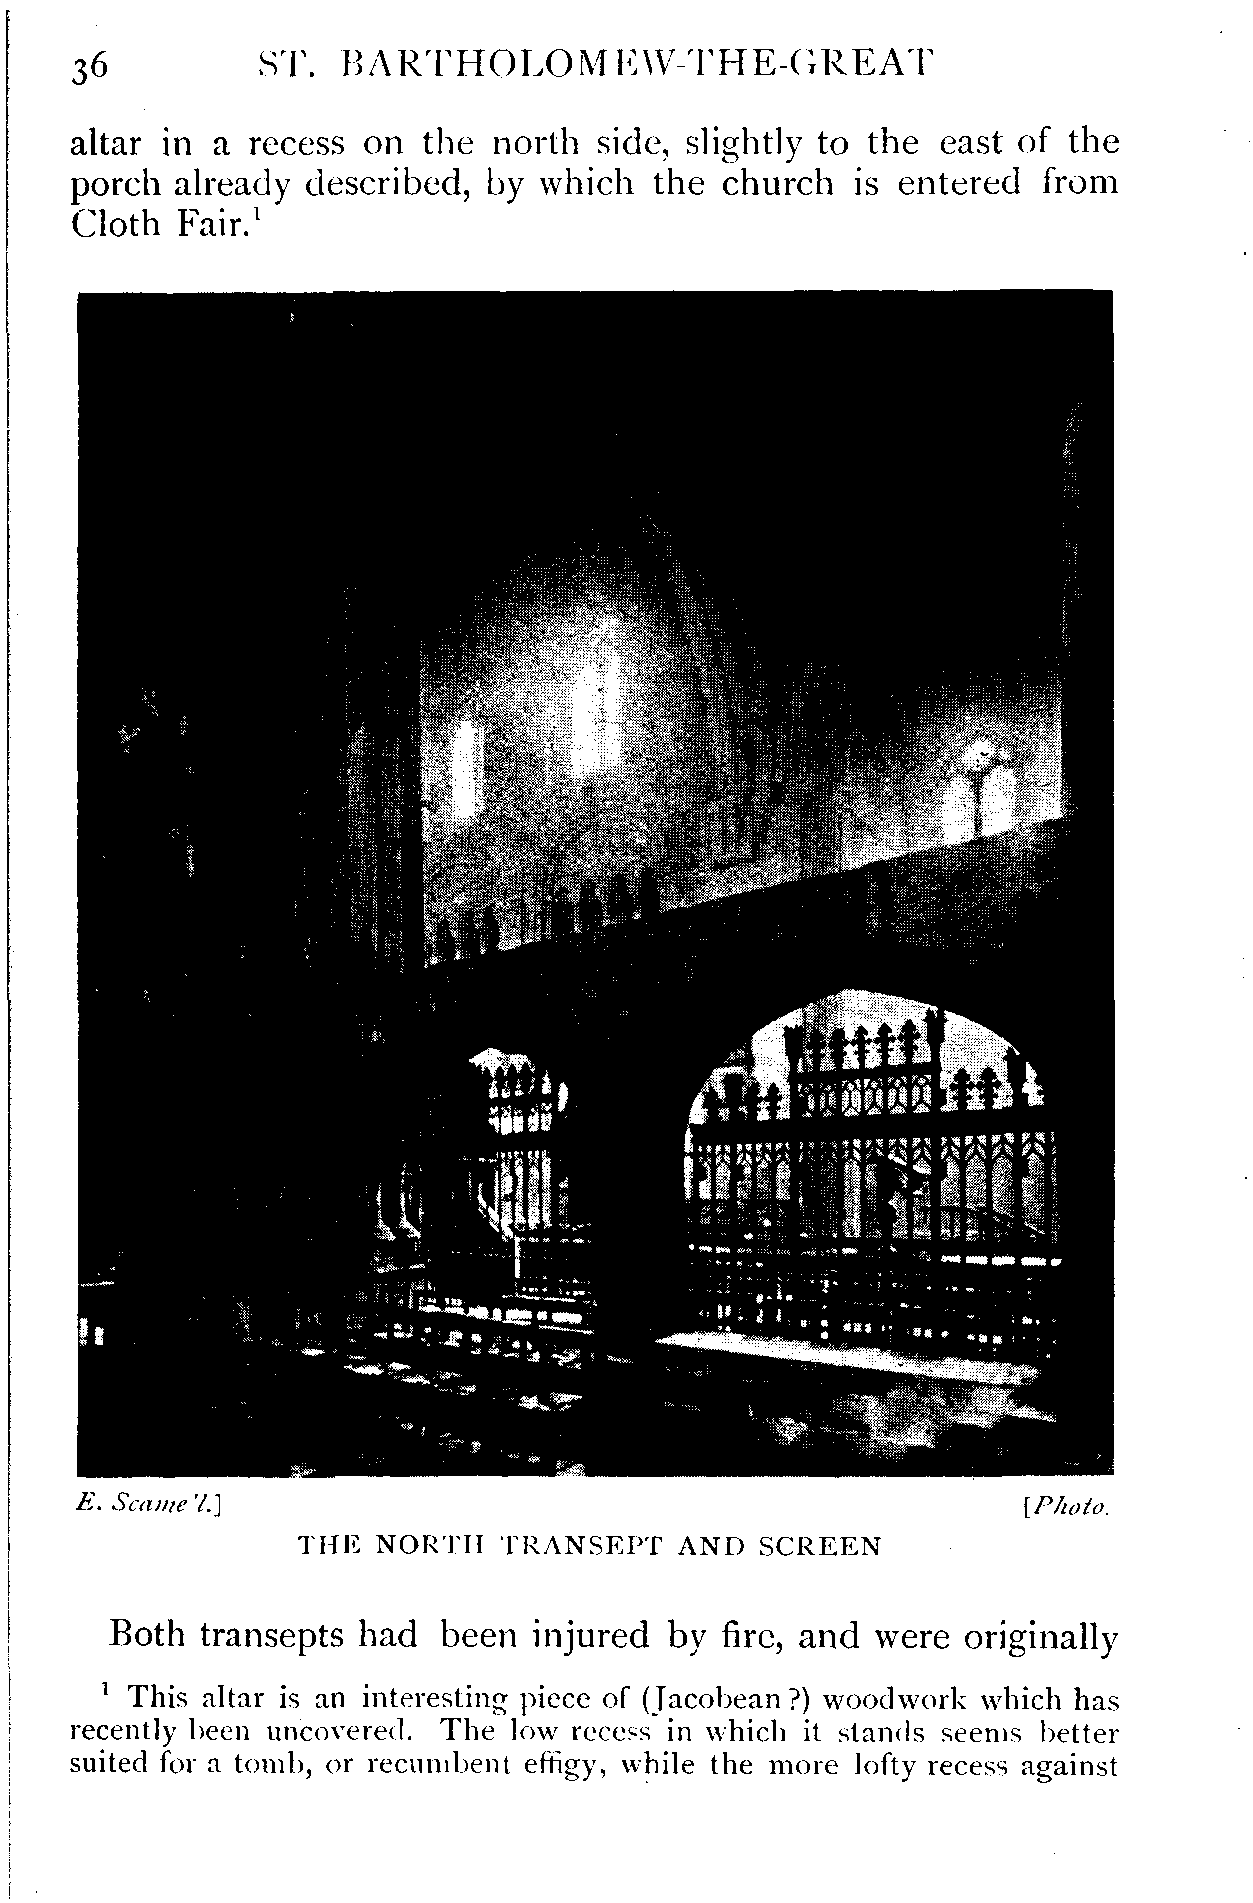 36 ST. BARTHOLOMEW-THE-GREAT
altar in a recess on the north side, slightly to the east of the
porch already described, by which the church is entered from
Cloth Fair.¹
E. Scame'l.] [Photo.
THE NORTH TRANSEPT AND SCREEN
Both transepts had been injured by fire, and were originally
¹ This altar is an interesting piece of (Jacobean?) woodwork which has
recently been uncovered. The low recess in which it stands seems better
suited for a tomb, or recumbent effigy, while the more lofty recess against